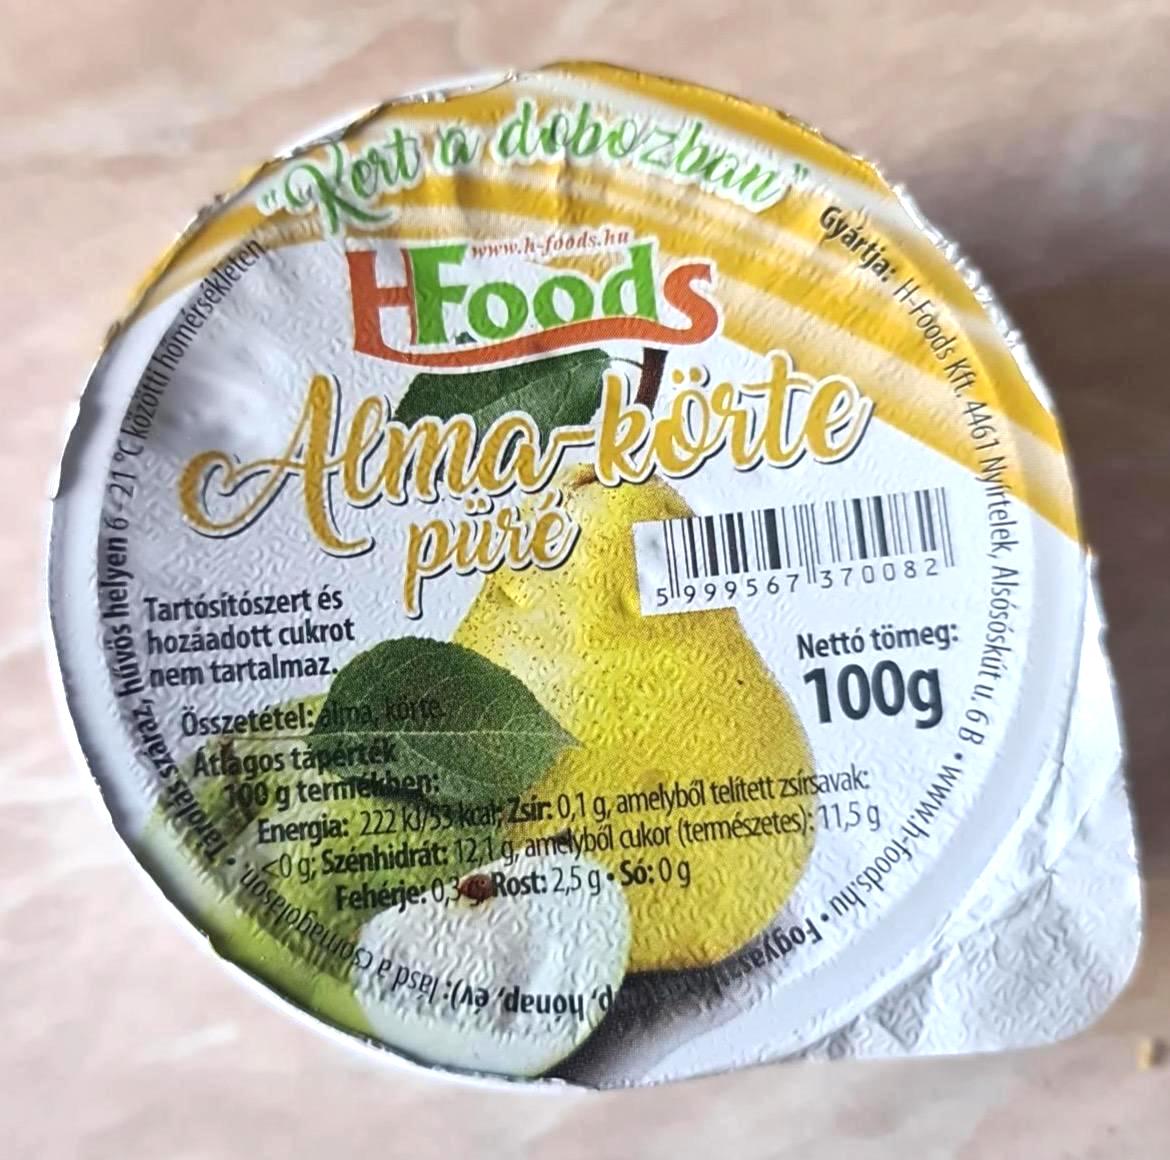 "Kert a dobozban"
www.h-foods.hu
HFoods
Alma-körte
püré
5 999567 370082
Nettó tömeg:
100g
Tartósítószert és
hozáadott cukrot
nem tartalmaz.
Összetétel: alma, körte.
Átlagos tápérték
100 g termékben:
Energia: 222 kJ/53 kcal; Zsír: 0,1 g, amelyből telített zsírsavak:
<0 g; Szénhidrát: 12,1 g, amelyből cukor (természetes): 11,5 g
Fehérje: 0,3 g; Rost: 2,5 g • Só: 0 g
Gyártja: H-Foods Kft. 4461 Nyírtelek, Alsósóskút u. 6 B • www.h-foods.hu •
hónap, év): lásd a csomagoláson. • Tárolás száraz, hűvös helyen 6 - 21 °C közötti hőmérsékleten